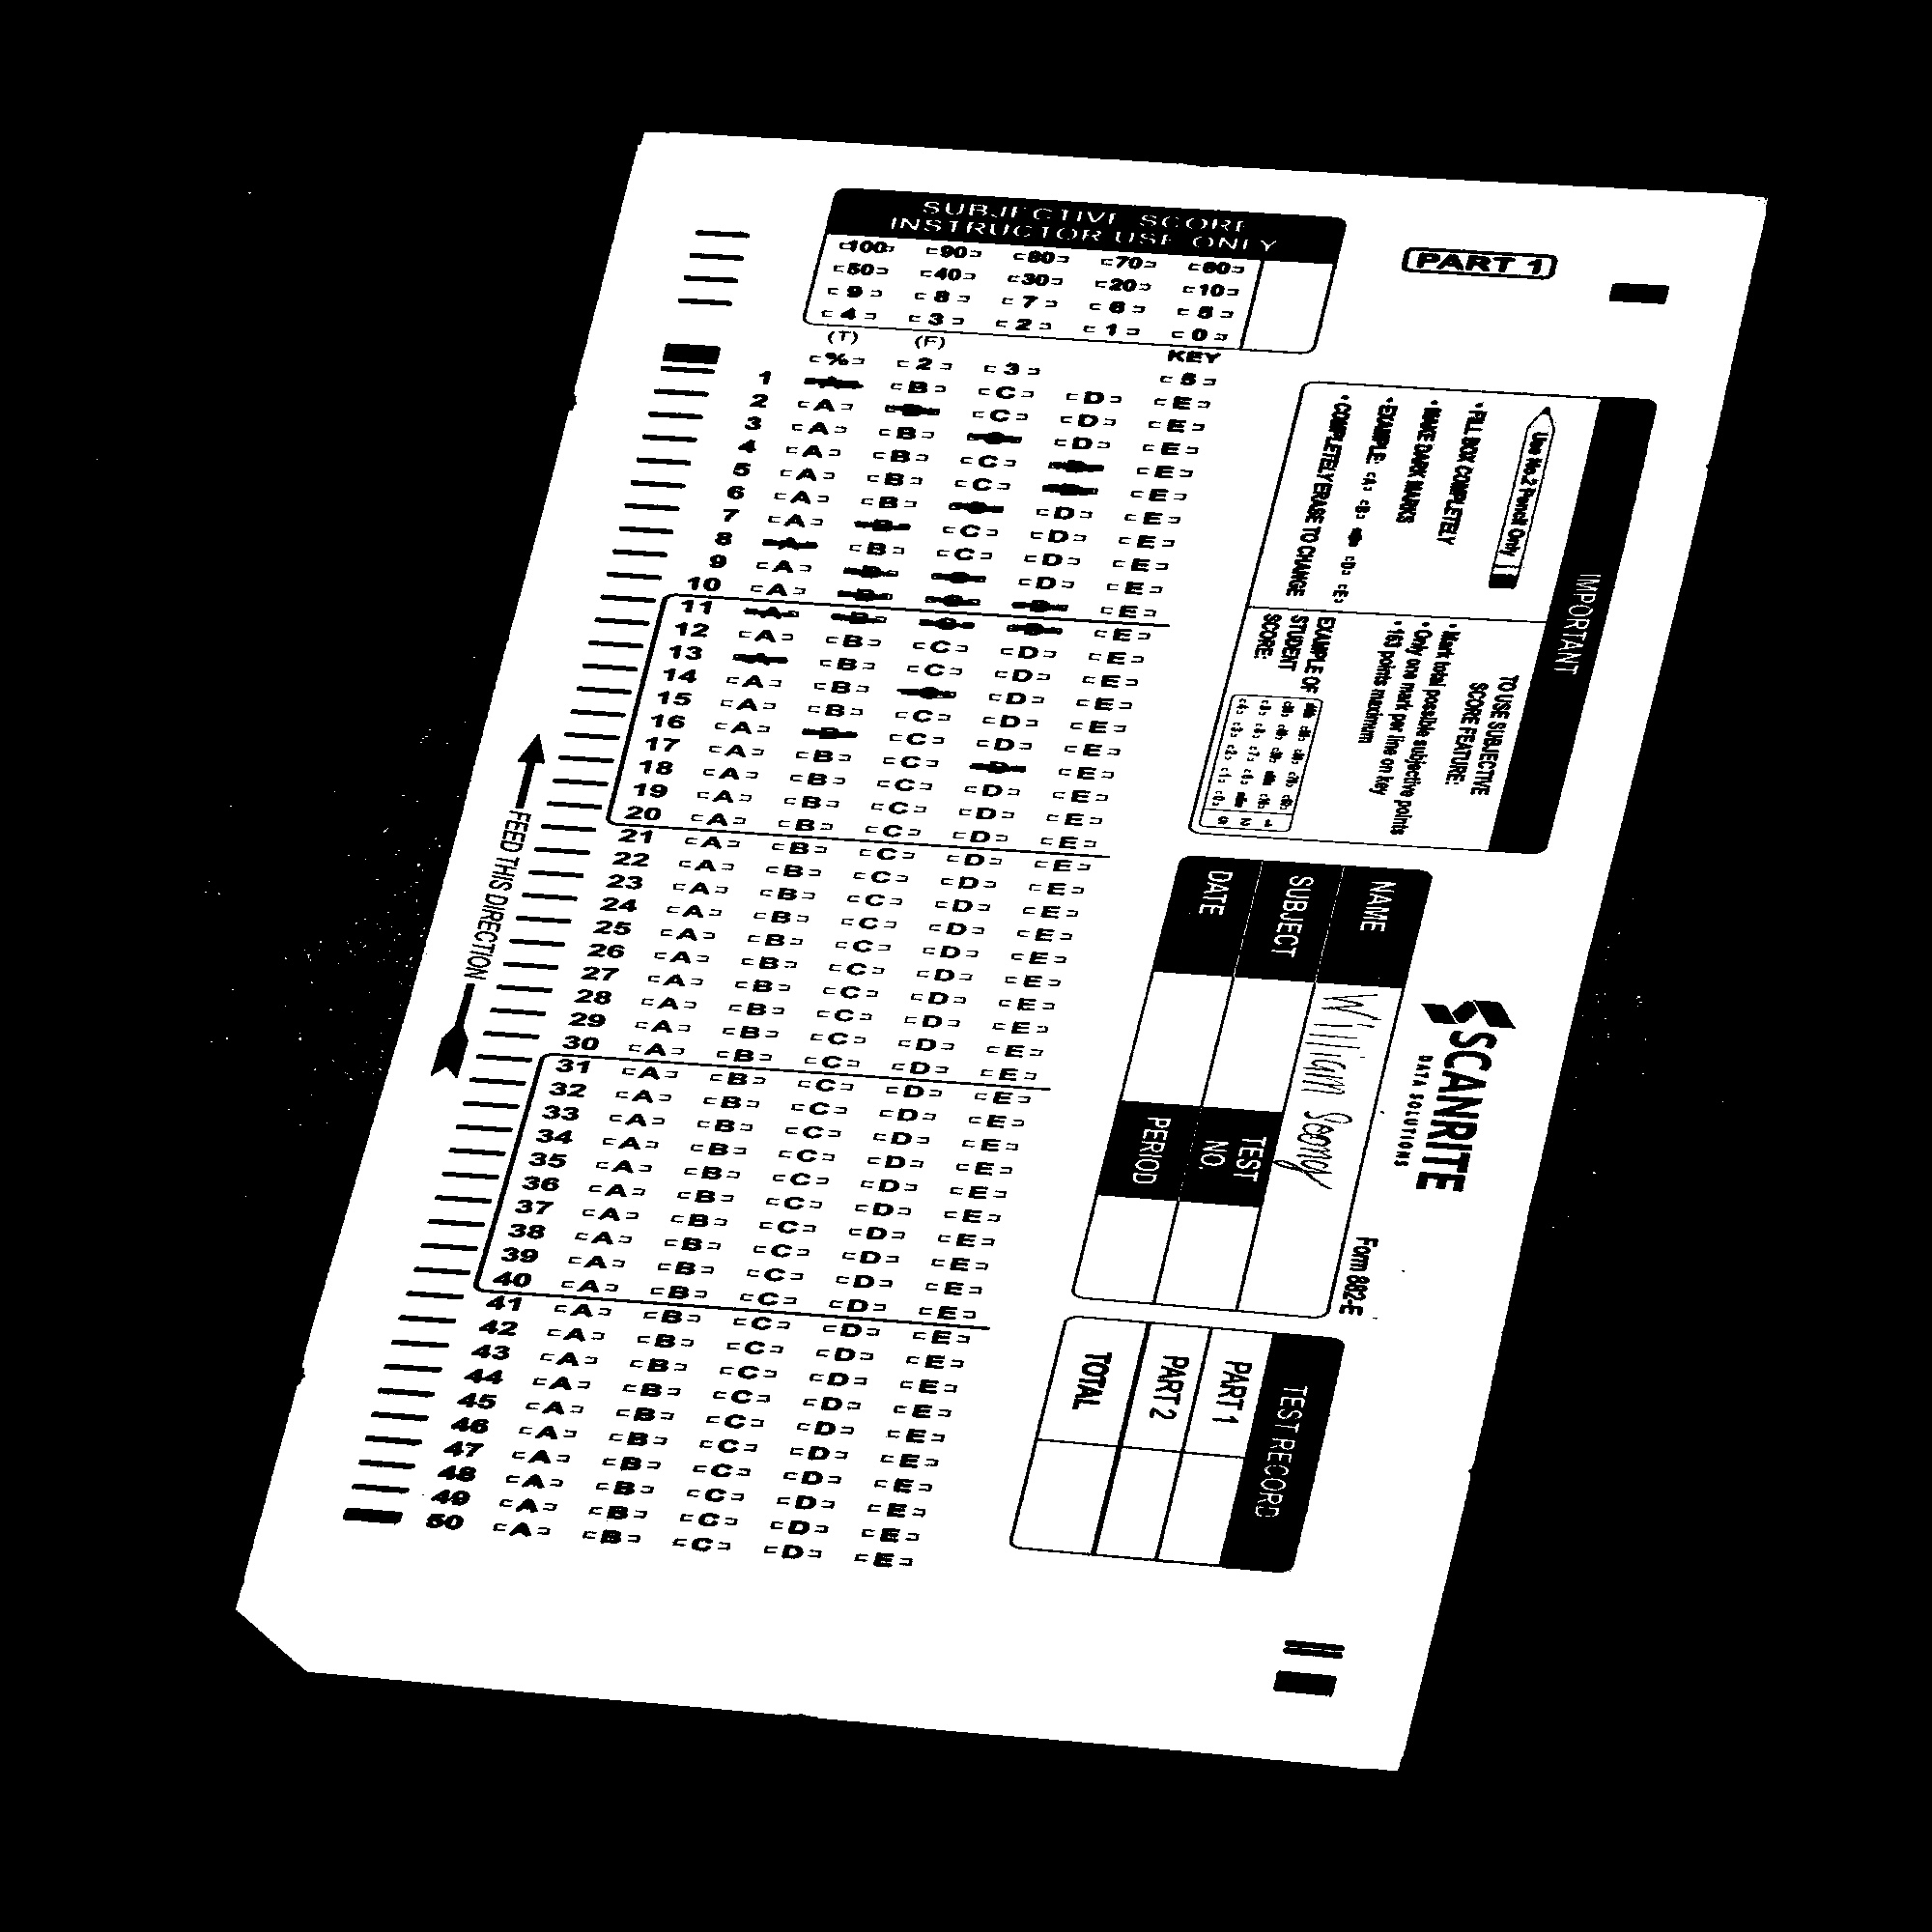 SUBJECTIVE SCORE
INSTRUCTOR USE ONLY
100 90 80 70 60
50 40 30 20 10
9 8 7 6 5
4 3 2 1 0
(T) (F) KEY
% 2 3 5
1 A B C D E
2 A B C D E
3 A B C D E
4 A B C D E
5 A B C D E
6 A B C D E
7 A B C D E
8 A B C D E
9 A B C D E
10 A B C D E
11 A B C D E
12 A B C D E
13 A B C D E
14 A B C D E
15 A B C D E
16 A B C D E
17 A B C D E
18 A B C D E
19 A B C D E
20 A B C D E
21 A B C D E
22 A B C D E
23 A B C D E
24 A B C D E
25 A B C D E
26 A B C D E
27 A B C D E
28 A B C D E
29 A B C D E
30 A B C D E
31 A B C D E
32 A B C D E
33 A B C D E
34 A B C D E
35 A B C D E
36 A B C D E
37 A B C D E
38 A B C D E
39 A B C D E
40 A B C D E
41 A B C D E
42 A B C D E
43 A B C D E
44 A B C D E
45 A B C D E
46 A B C D E
47 A B C D E
48 A B C D E
49 A B C D E
50 A B C D E
FEED THIS DIRECTION
PART 1
IMPORTANT
Use No. 2 Pencil Only
• FILL BOX COMPLETELY
• MAKE DARK MARKS
• EXAMPLE: A B D E
• COMPLETELY ERASE TO CHANGE
TO USE SUBJECTIVE
SCORE FEATURE:
• Mark total possible subjective points
• Only one mark per line on key
• 163 points maximum
EXAMPLE OF
STUDENT
SCORE:
SCANRITE
DATA SOLUTIONS
Form 882-E
NAME William Soong
SUBJECT
TEST
NO.
DATE
PERIOD
TEST RECORD
PART 1
PART 2
TOTAL